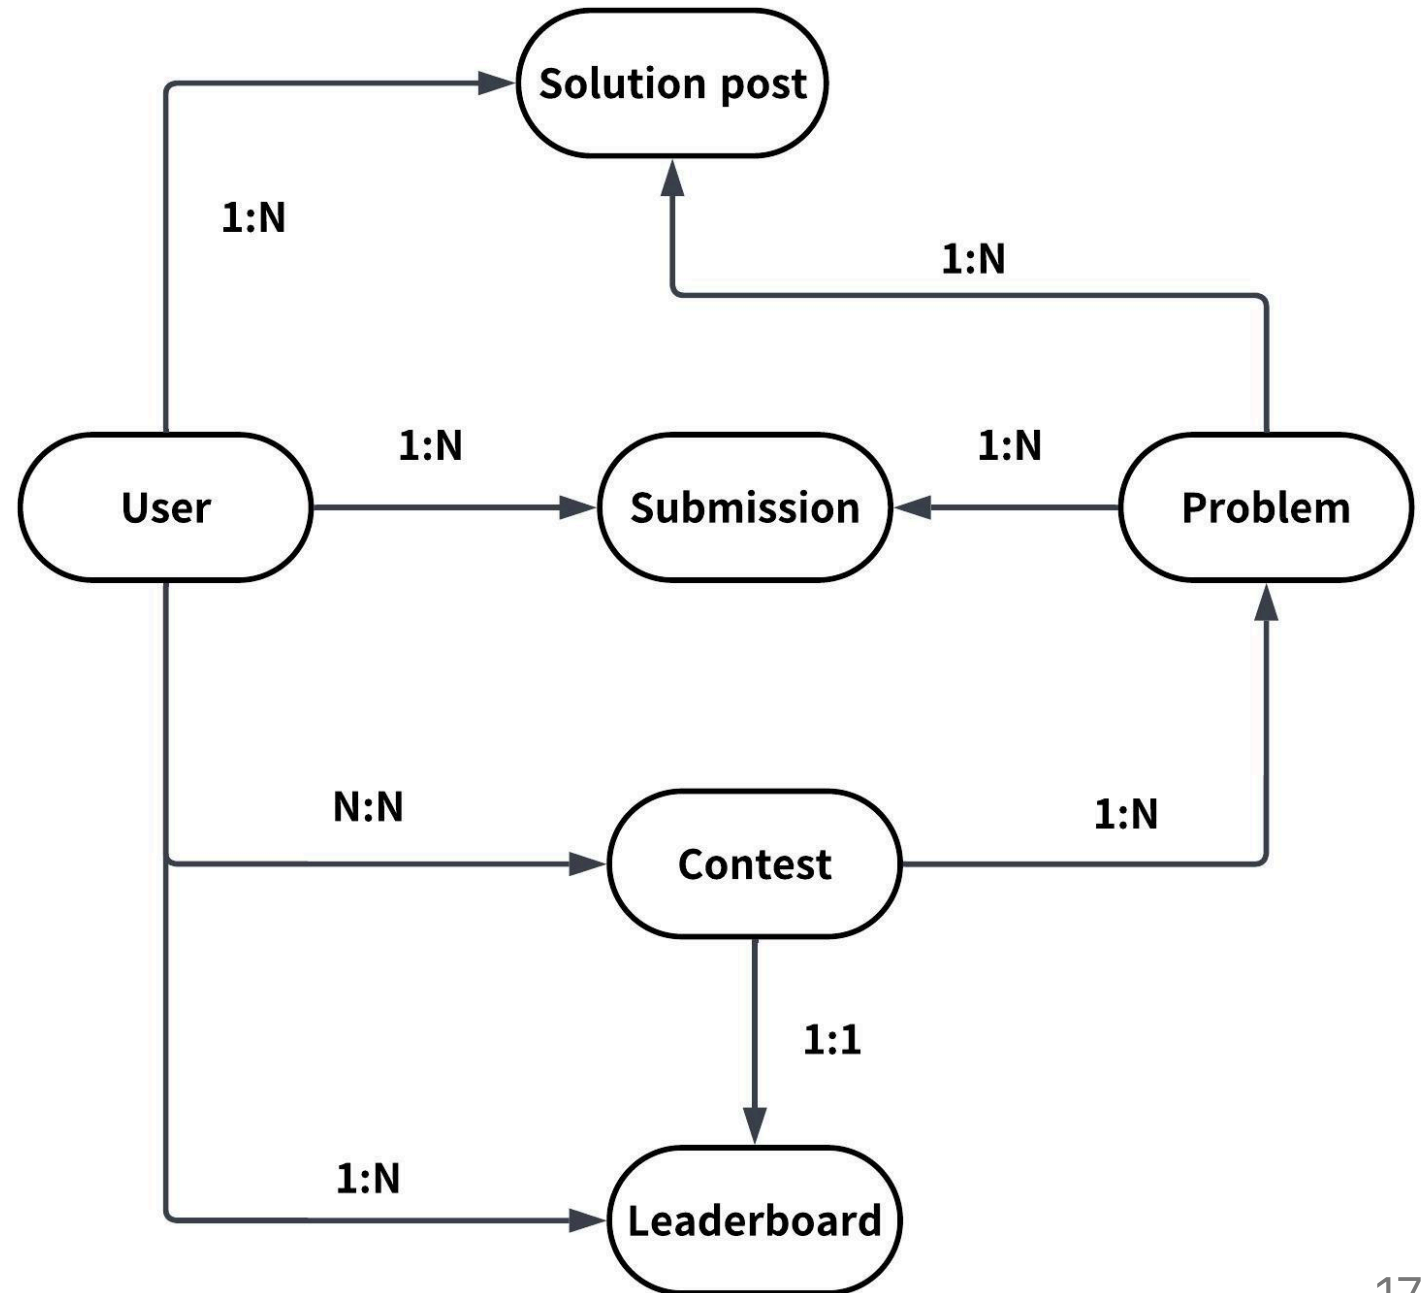 Solution post
1:N
1:N
1:N
1:N
User
Submission
Problem
N:N
1:N
Contest
1:1
1:N
Leaderboard
17